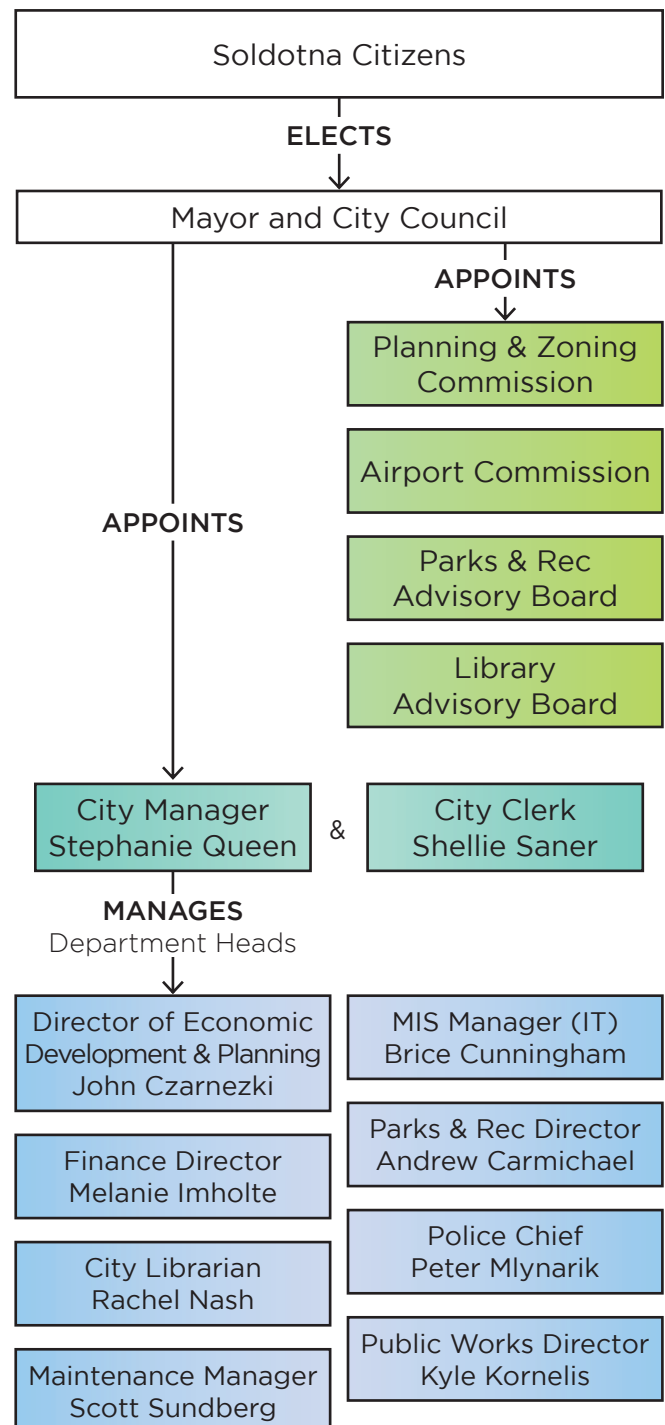 Soldotna Citizens
ELECTS
Mayor and City Council
APPOINTS
Planning & Zoning
Commission
Airport Commission
Parks & Rec
Advisory Board
Library
Advisory Board
APPOINTS
City Manager
Stephanie Queen
&
City Clerk
Shellie Saner
MANAGES
Department Heads
Director of Economic
Development & Planning
John Czarnezki
Finance Director
Melanie Imholte
City Librarian
Rachel Nash
Maintenance Manager
Scott Sundberg
MIS Manager (IT)
Brice Cunningham
Parks & Rec Director
Andrew Carmichael
Police Chief
Peter Mlynarik
Public Works Director
Kyle Kornelis